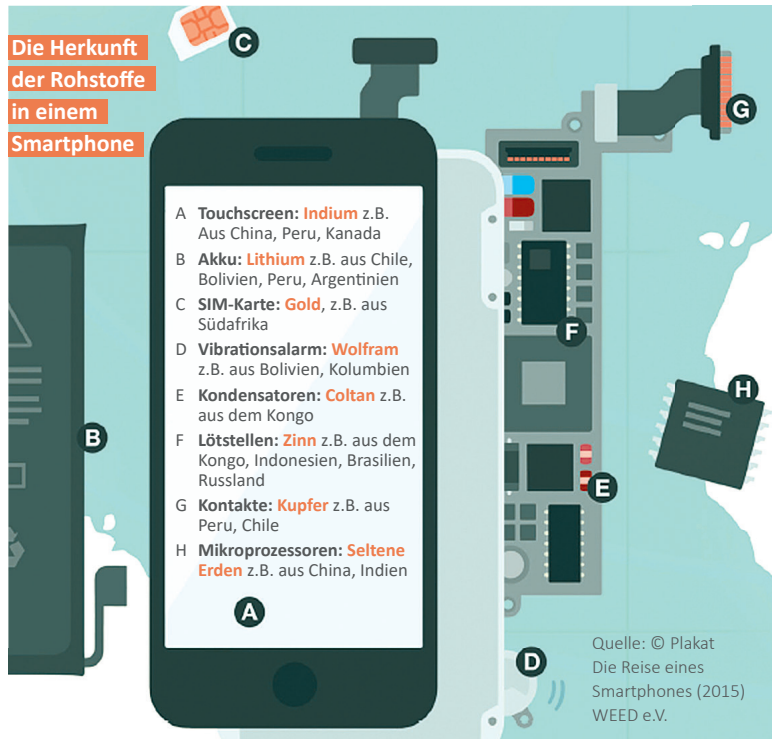 Die Herkunft
der Rohstoffe
in einem
Smartphone
C
G
A Touchscreen: Indium z.B.
Aus China, Peru, Kanada
B Akku: Lithium z.B. aus Chile,
Bolivien, Peru, Argentinien
C SIM-Karte: Gold, z.B. aus
Südafrika
D Vibrationsalarm: Wolfram
z.B. aus Bolivien, Kolumbien
E Kondensatoren: Coltan z.B.
aus dem Kongo
F Lötstellen: Zinn z.B. aus dem
Kongo, Indonesien, Brasilien,
Russland
G Kontakte: Kupfer z.B. aus
Peru, Chile
H Mikroprozessoren: Seltene
Erden z.B. aus China, Indien
F
H
B
E
A
D
Quelle: © Plakat
Die Reise eines
Smartphones (2015)
WEED e.V.